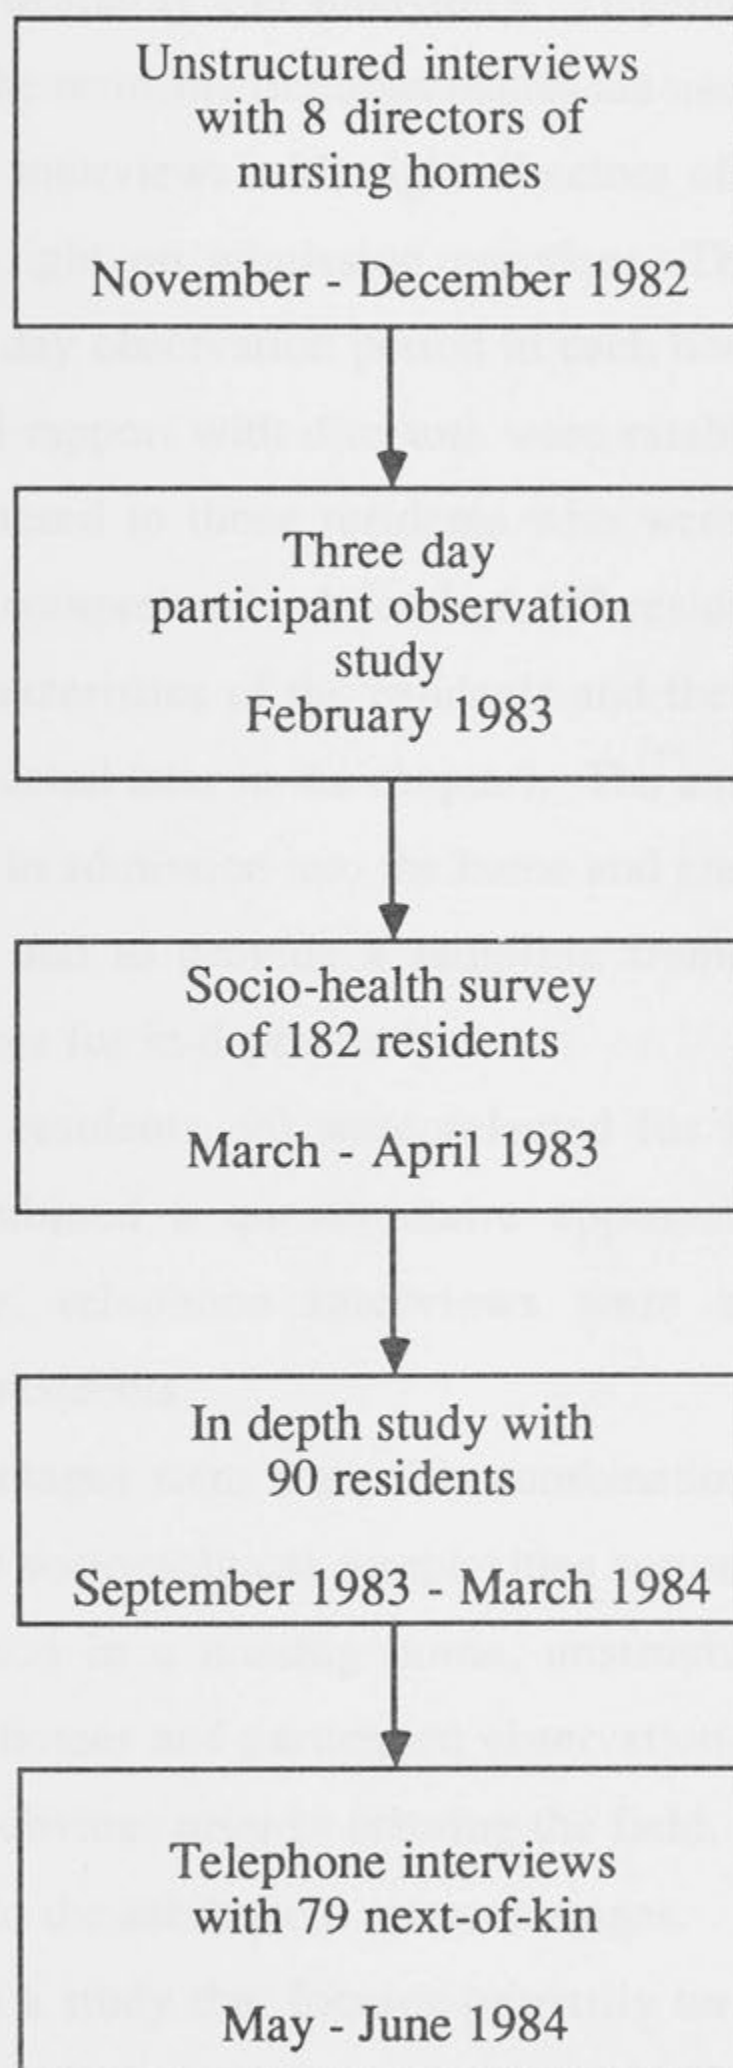 Unstructured interviews
with 8 directors of
nursing homes
November - December 1982
Three day
participant observation
study
February 1983
Socio-health survey
of 182 residents
March - April 1983
In depth study with
90 residents
September 1983 - March 1984
Telephone interviews
with 79 next-of-kin
May - June 1984